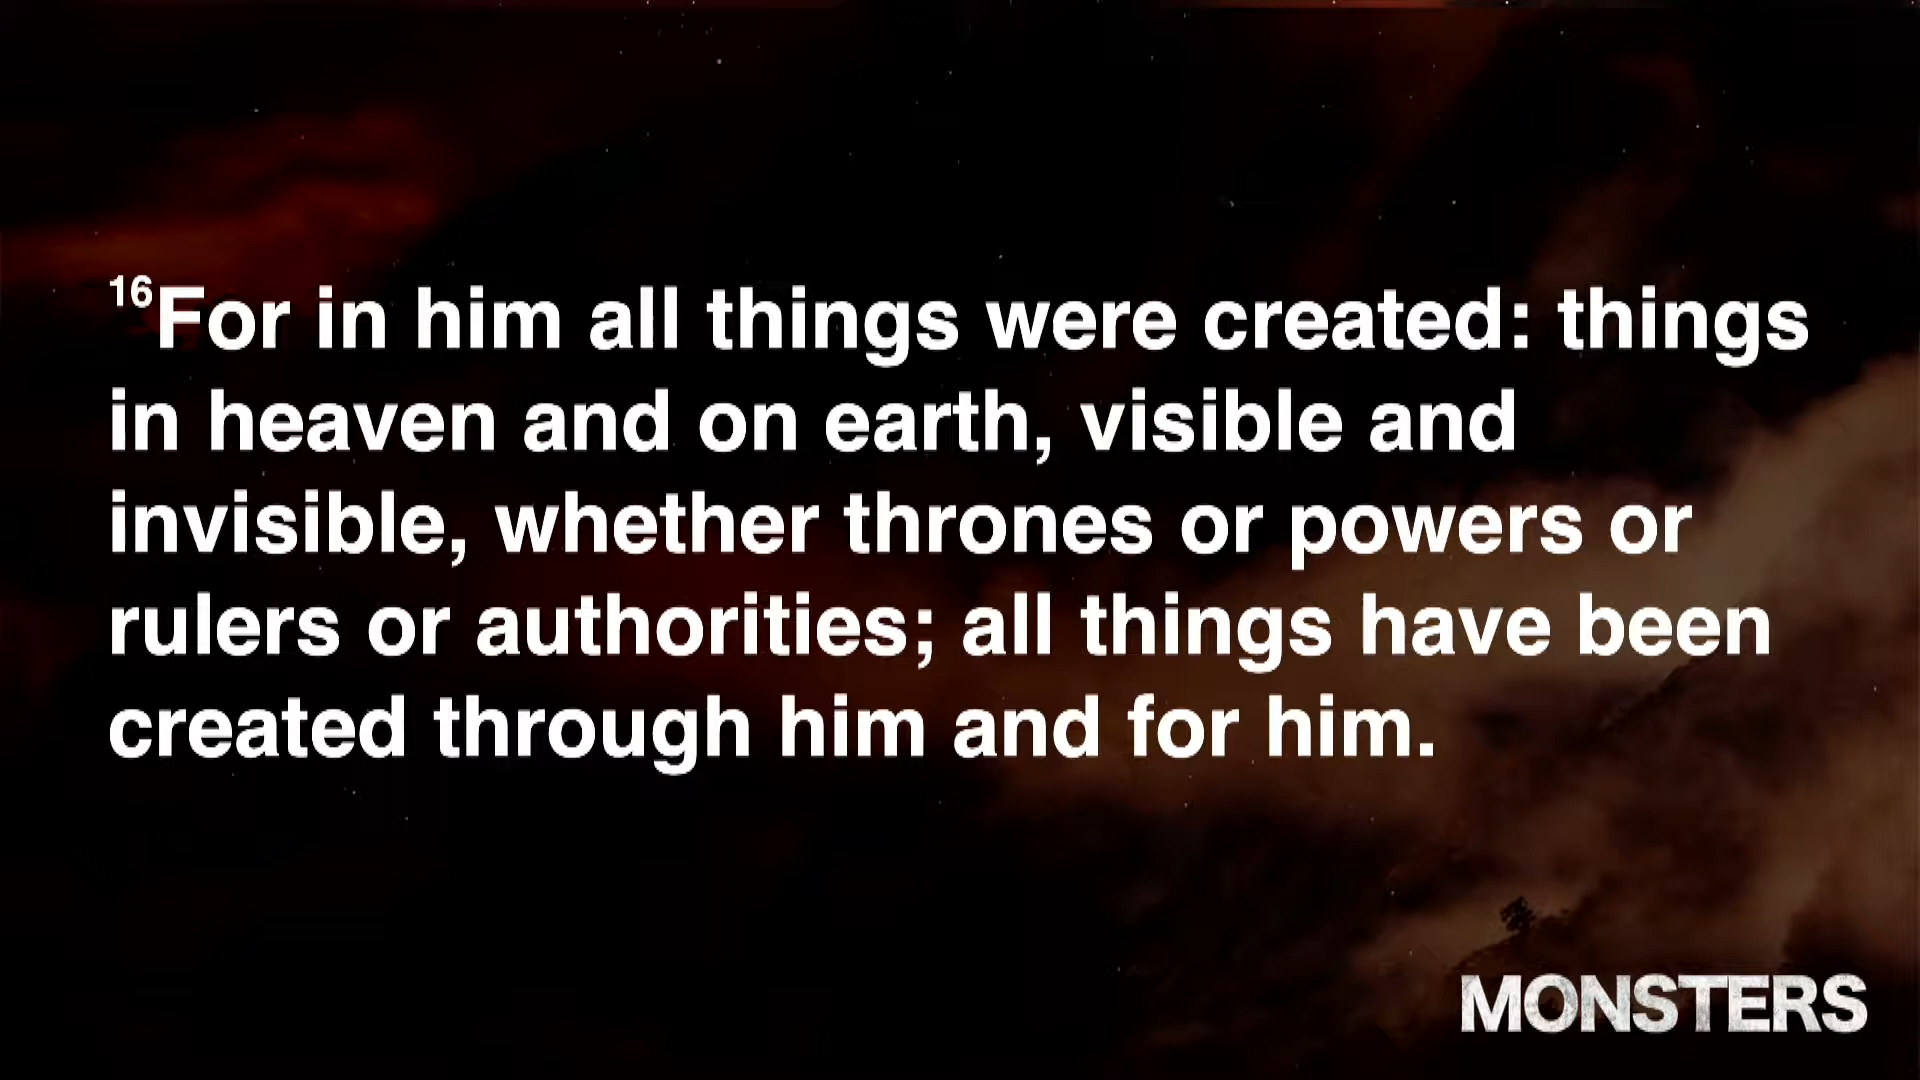 16For in him all things were created: things
in heaven and on earth, visible and
invisible, whether thrones or powers or
rulers or authorities; all things have been
created through him and for him.
MONSTERS